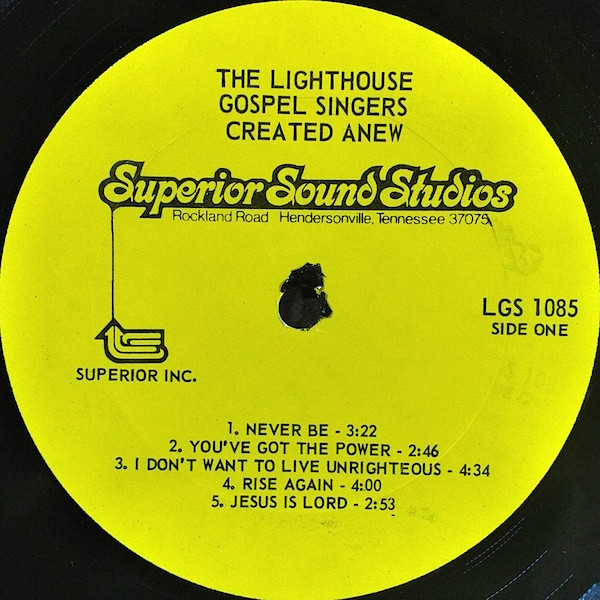 THE LIGHTHOUSE
GOSPEL SINGERS
CREATED ANEW
Superior Sound Studios
Rockland Road Hendersonville, Tennessee 37075
LGS 1085
SIDE ONE
SUPERIOR INC.
1. NEVER BE - 3:22
2. YOU'VE GOT THE POWER - 2:46
3. I DON'T WANT TO LIVE UNRIGHTEOUS - 4:34
4. RISE AGAIN - 4:00
5. JESUS IS LORD - 2:53